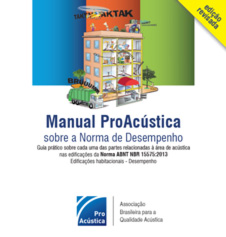 edição
revisada
TAKTAK
Manual ProAcústica
sobre a Norma de Desempenho
Guia prático sobre cada uma das partes relacionadas à área de acústica
nas edificações da Norma ABNT NBR 15575:2013
Edificações habitacionais - Desempenho
Pro
Acústica
Associação
Brasileira para a
Qualidade Acústica